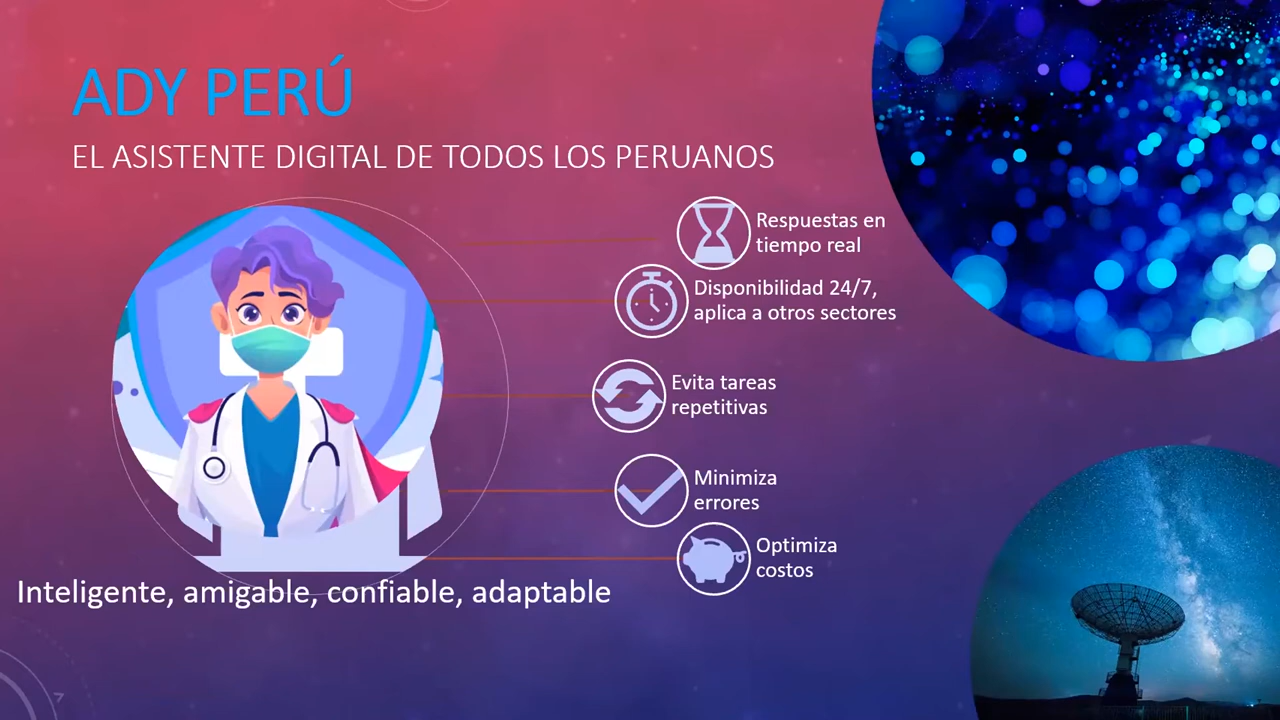 ADY PERÚ
EL ASISTENTE DIGITAL DE TODOS LOS PERUANOS
Respuestas en
tiempo real
Disponibilidad 24/7,
aplica a otros sectores
Evita tareas
repetitivas
Minimiza
errores
Optimiza
costos
Inteligente, amigable, confiable, adaptable